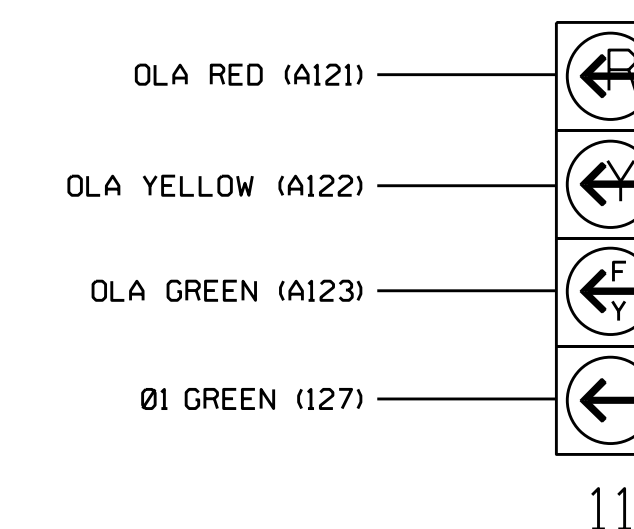 OLA RED (A121)
R
OLA YELLOW (A122)
Y
OLA GREEN (A123)
F
Y
Ø1 GREEN (127)
11